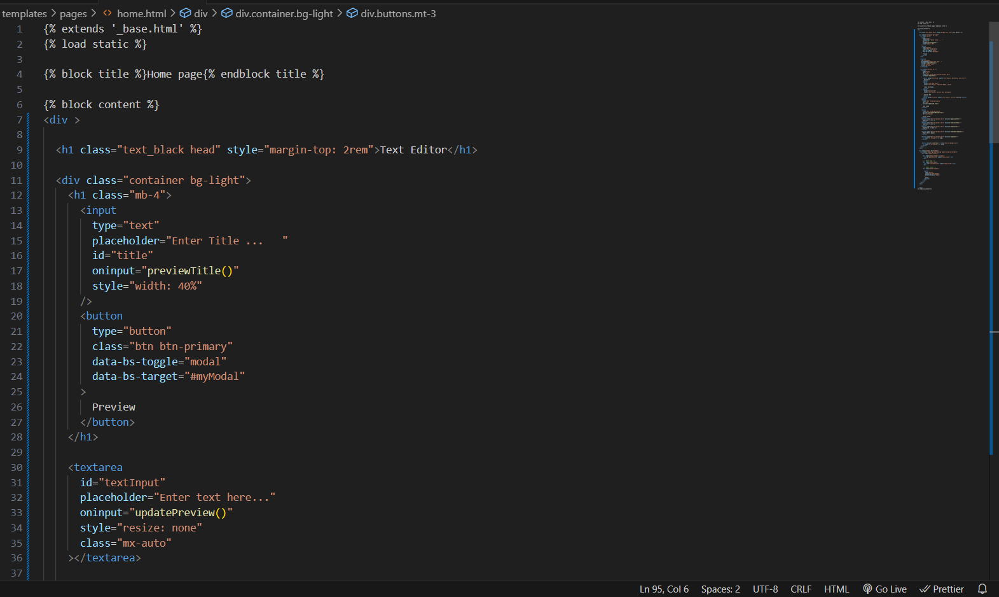 templates > pages > <> home.html > div > div.container.bg-light > div.buttons.mt-3
1 {% extends '_base.html' %}
2 {% load static %}
3
4 {% block title %}Home page{% endblock title %}
5
6 {% block content %}
7 <div >
8
9 <h1 class="text_black head" style="margin-top: 2rem">Text Editor</h1>
10
11 <div class="container bg-light">
12 <h1 class="mb-4">
13 <input
14 type="text"
15 placeholder="Enter Title ...   "
16 id="title"
17 oninput="previewTitle()"
18 style="width: 40%"
19 />
20 <button
21 type="button"
22 class="btn btn-primary"
23 data-bs-toggle="modal"
24 data-bs-target="#myModal"
25 >
26 Preview
27 </button>
28 </h1>
29
30 <textarea
31 id="textInput"
32 placeholder="Enter text here..."
33 oninput="updatePreview()"
34 style="resize: none"
35 class="mx-auto"
36 ></textarea>
37
Ln 95, Col 6 Spaces: 2 UTF-8 CRLF HTML Go Live Prettier